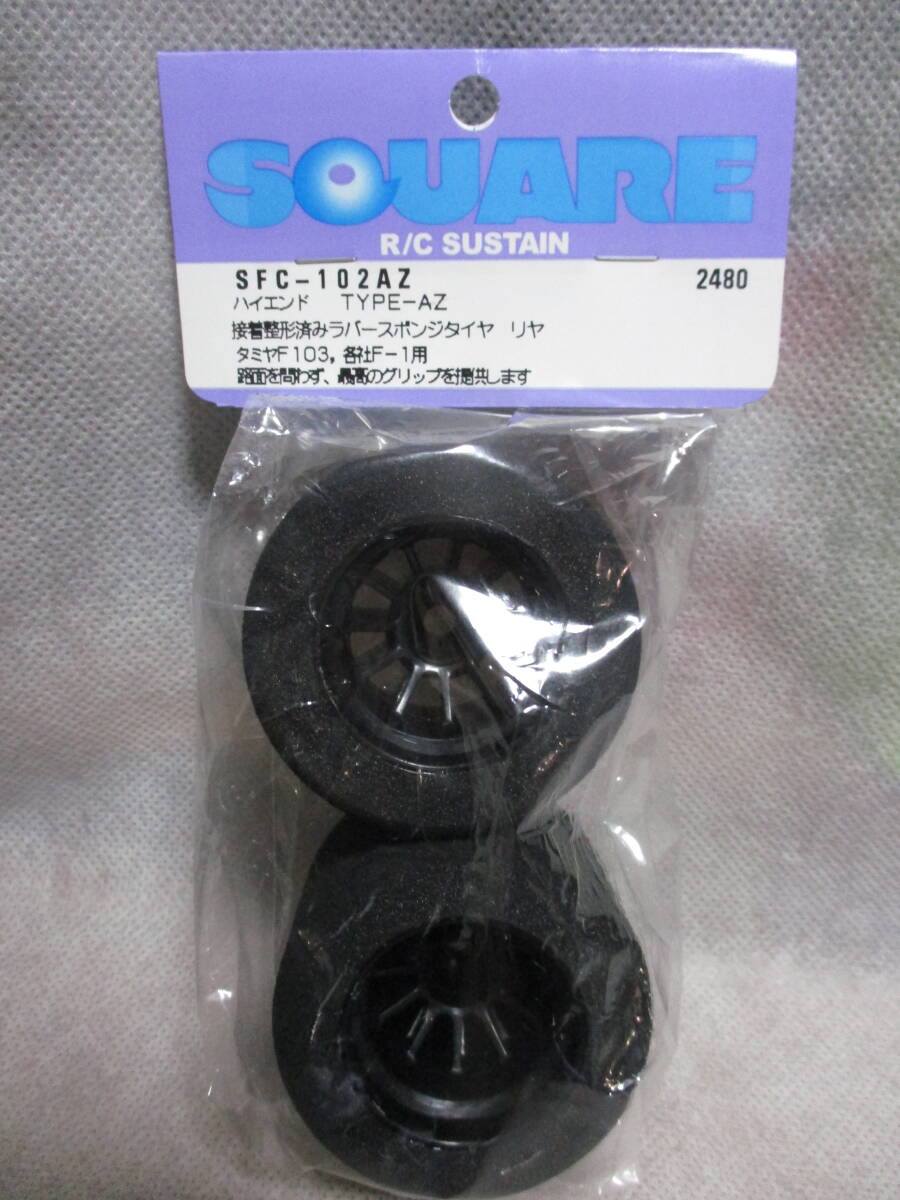 SQUARE
R/C SUSTAIN
SFC-102AZ 2480
ハイエンド TYPE-AZ
接着整形済みラバースポンジタイヤ リヤ
タミヤF103,各社F-1用
路面を問わず、最高のグリップを提供します